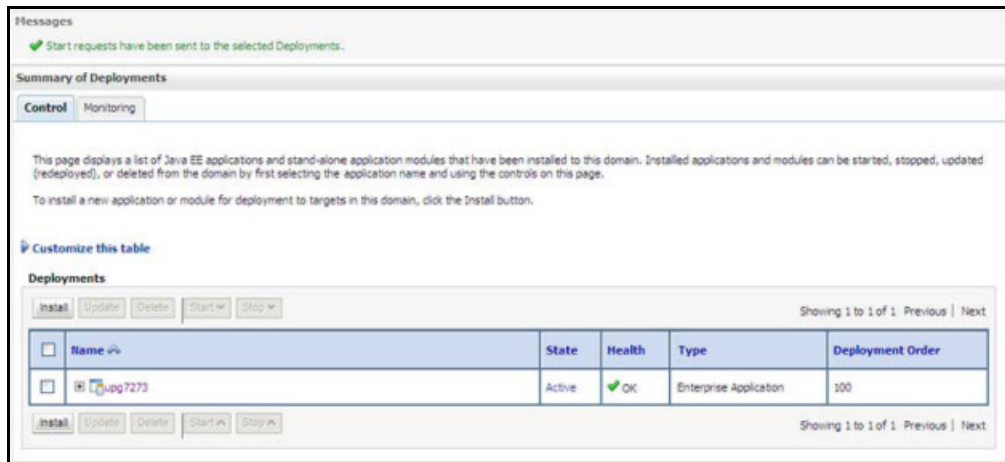 Messages
Start requests have been sent to the selected Deployments.
Summary of Deployments
Control Monitoring
This page displays a list of Java EE applications and stand-alone application modules that have been installed to this domain. Installed applications and modules can be started, stopped, updated
(redeployed), or deleted from the domain by first selecting the application name and using the controls on this page.
To install a new application or module for deployment to targets in this domain, click the Install button.
Customize this table
Deployments
Install Update Delete Start Stop Showing 1 to 1 of 1 Previous | Next
Name State Health Type Deployment Order
upg7273 Active OK Enterprise Application 100
Install Update Delete Start Stop Showing 1 to 1 of 1 Previous | Next